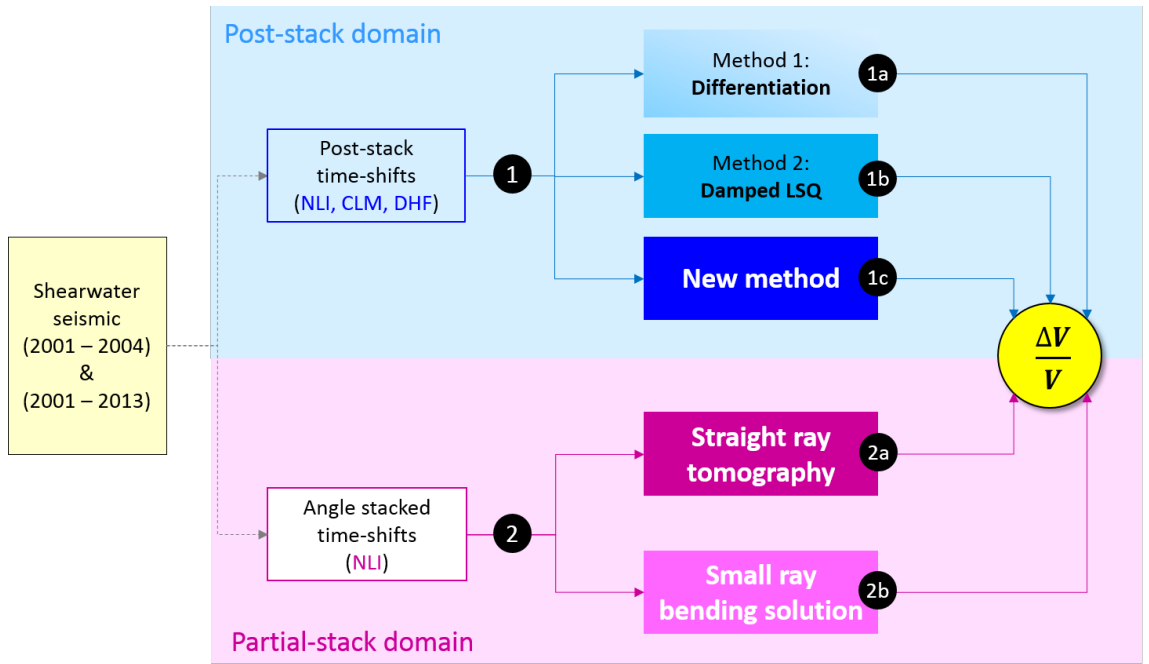 Post-stack domain
Method 1:
Differentiation
1a
Post-stack
time-shifts
(NLI, CLM, DHF)
1
Method 2:
Damped LSQ
1b
New method
1c
Shearwater
seismic
(2001 – 2004)
&
(2001 – 2013)
ΔV
V
Straight ray
tomography
2a
Angle stacked
time-shifts
(NLI)
2
Small ray
bending solution
2b
Partial-stack domain